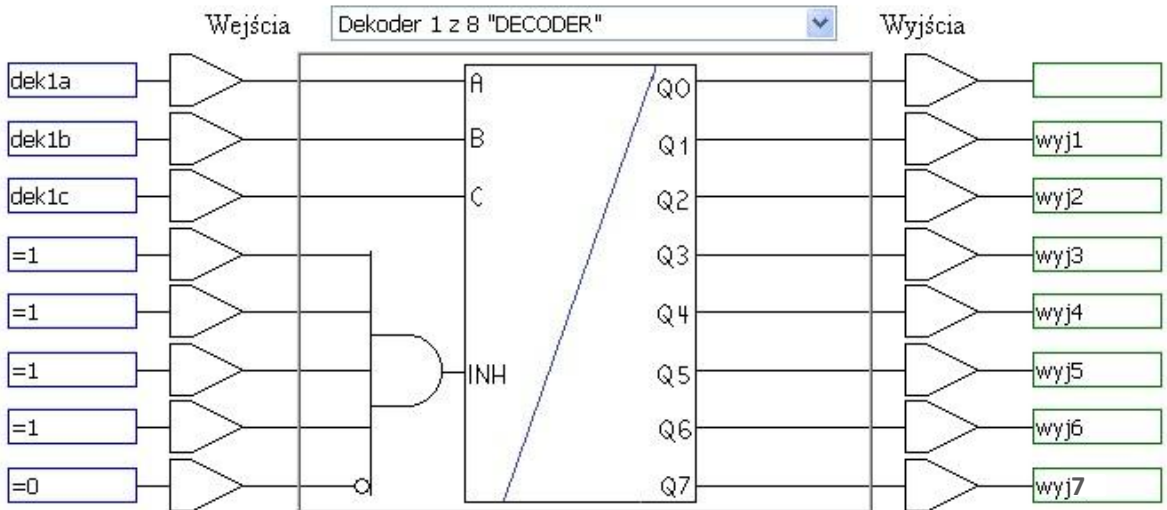 Wejścia Dekoder 1 z 8 "DECODER" Wyjścia
dek1a A Q0
dek1b B Q1 wyj1
dek1c C Q2 wyj2
=1 Q3 wyj3
=1 Q4 wyj4
=1 INH Q5 wyj5
=1 Q6 wyj6
=0 Q7 wyj7